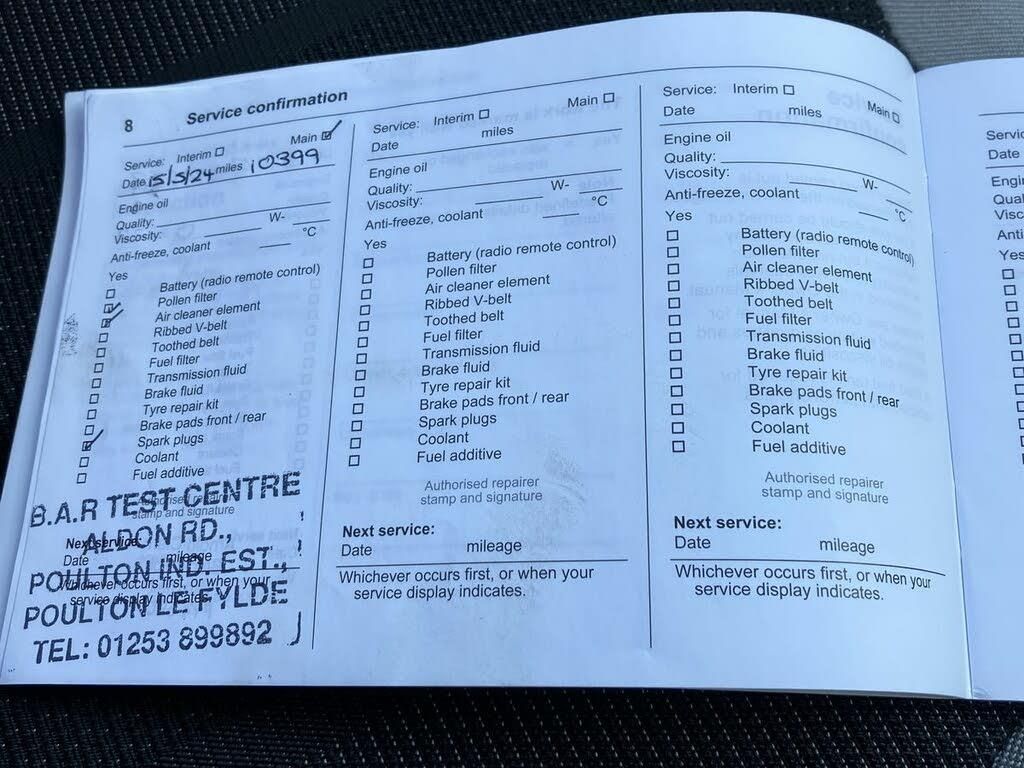 8 Service confirmation
Service: Interim ☐ Main ☑
Date 15/5/24 miles 10399
Engine oil
Quality:
Viscosity: W-
Anti-freeze, coolant °C
Yes
Battery (radio remote control)
Pollen filter
Air cleaner element
Ribbed V-belt
Toothed belt
Fuel filter
Transmission fluid
Brake fluid
Tyre repair kit
Brake pads front / rear
Spark plugs
Coolant
Fuel additive
Authorised repairer
stamp and signature
Next service:
Date mileage
Whichever occurs first, or when your
service display indicates.
B.A.R TEST CENTRE
ALDON RD.,
POULTON IND. EST.,
POULTON LE FYLDE
TEL: 01253 899892
Service: Interim ☐ Main ☐
Date miles
Engine oil
Quality:
Viscosity: W-
Anti-freeze, coolant °C
Yes
Battery (radio remote control)
Pollen filter
Air cleaner element
Ribbed V-belt
Toothed belt
Fuel filter
Transmission fluid
Brake fluid
Tyre repair kit
Brake pads front / rear
Spark plugs
Coolant
Fuel additive
Authorised repairer
stamp and signature
Next service:
Date mileage
Whichever occurs first, or when your
service display indicates.
Service: Interim ☐ Main ☐
Date miles
Engine oil
Quality:
Viscosity: W-
Anti-freeze, coolant °C
Yes
Battery (radio remote control)
Pollen filter
Air cleaner element
Ribbed V-belt
Toothed belt
Fuel filter
Transmission fluid
Brake fluid
Tyre repair kit
Brake pads front / rear
Spark plugs
Coolant
Fuel additive
Authorised repairer
stamp and signature
Next service:
Date mileage
Whichever occurs first, or when your
service display indicates.
Date
Yes